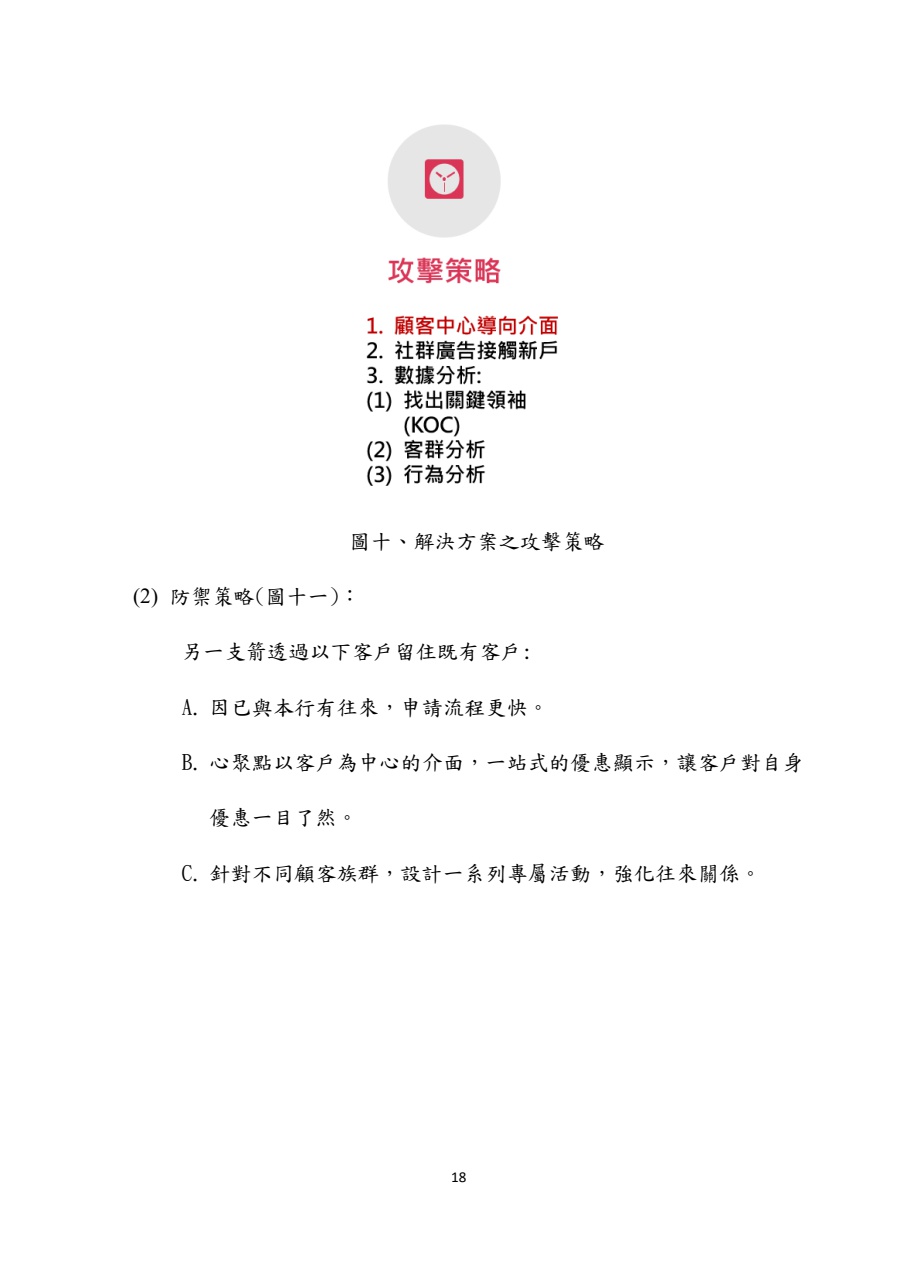 攻擊策略
1. 顧客中心導向介面
2. 社群廣告接觸新戶
3. 數據分析:
(1) 找出關鍵領袖
(KOC)
(2) 客群分析
(3) 行為分析
圖十、解決方案之攻擊策略
(2) 防禦策略(圖十一)：
另一支箭透過以下客戶留住既有客戶:
A. 因已與本行有往來，申請流程更快。
B. 心聚點以客戶為中心的介面，一站式的優惠顯示，讓客戶對自身
優惠一目了然。
C. 針對不同顧客族群，設計一系列專屬活動，強化往來關係。
18